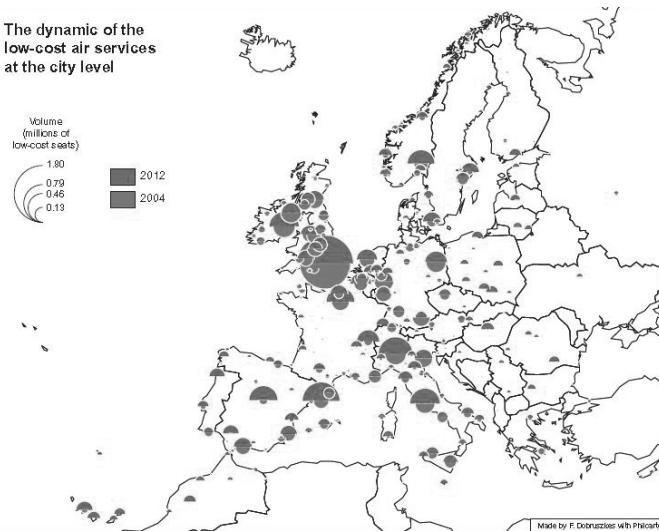 The dynamic of the
low-cost air services
at the city level
Volume
(millions of
low-cost seats)
1.80
0.79
0.46
0.13
2012
2004
Made by F. Dobruszkes with Philcarto